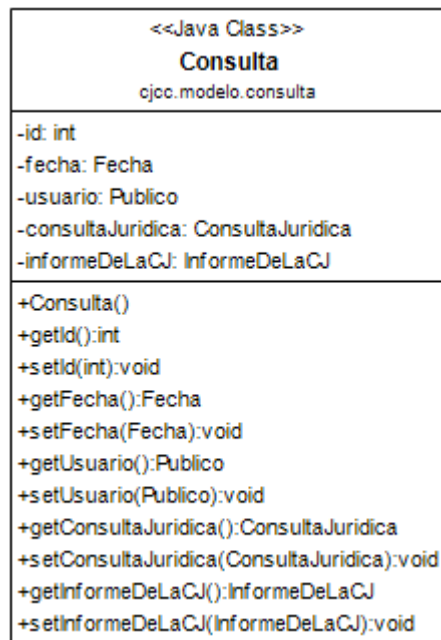 <<Java Class>>
Consulta
cjcc.modelo.consulta
-id: int
-fecha: Fecha
-usuario: Publico
-consultaJuridica: ConsultaJuridica
-informeDeLaCJ: InformeDeLaCJ
+Consulta()
+getId():int
+setId(int):void
+getFecha():Fecha
+setFecha(Fecha):void
+getUsuario():Publico
+setUsuario(Publico):void
+getConsultaJuridica():ConsultaJuridica
+setConsultaJuridica(ConsultaJuridica):void
+getInformeDeLaCJ():InformeDeLaCJ
+setInformeDeLaCJ(InformeDeLaCJ):void